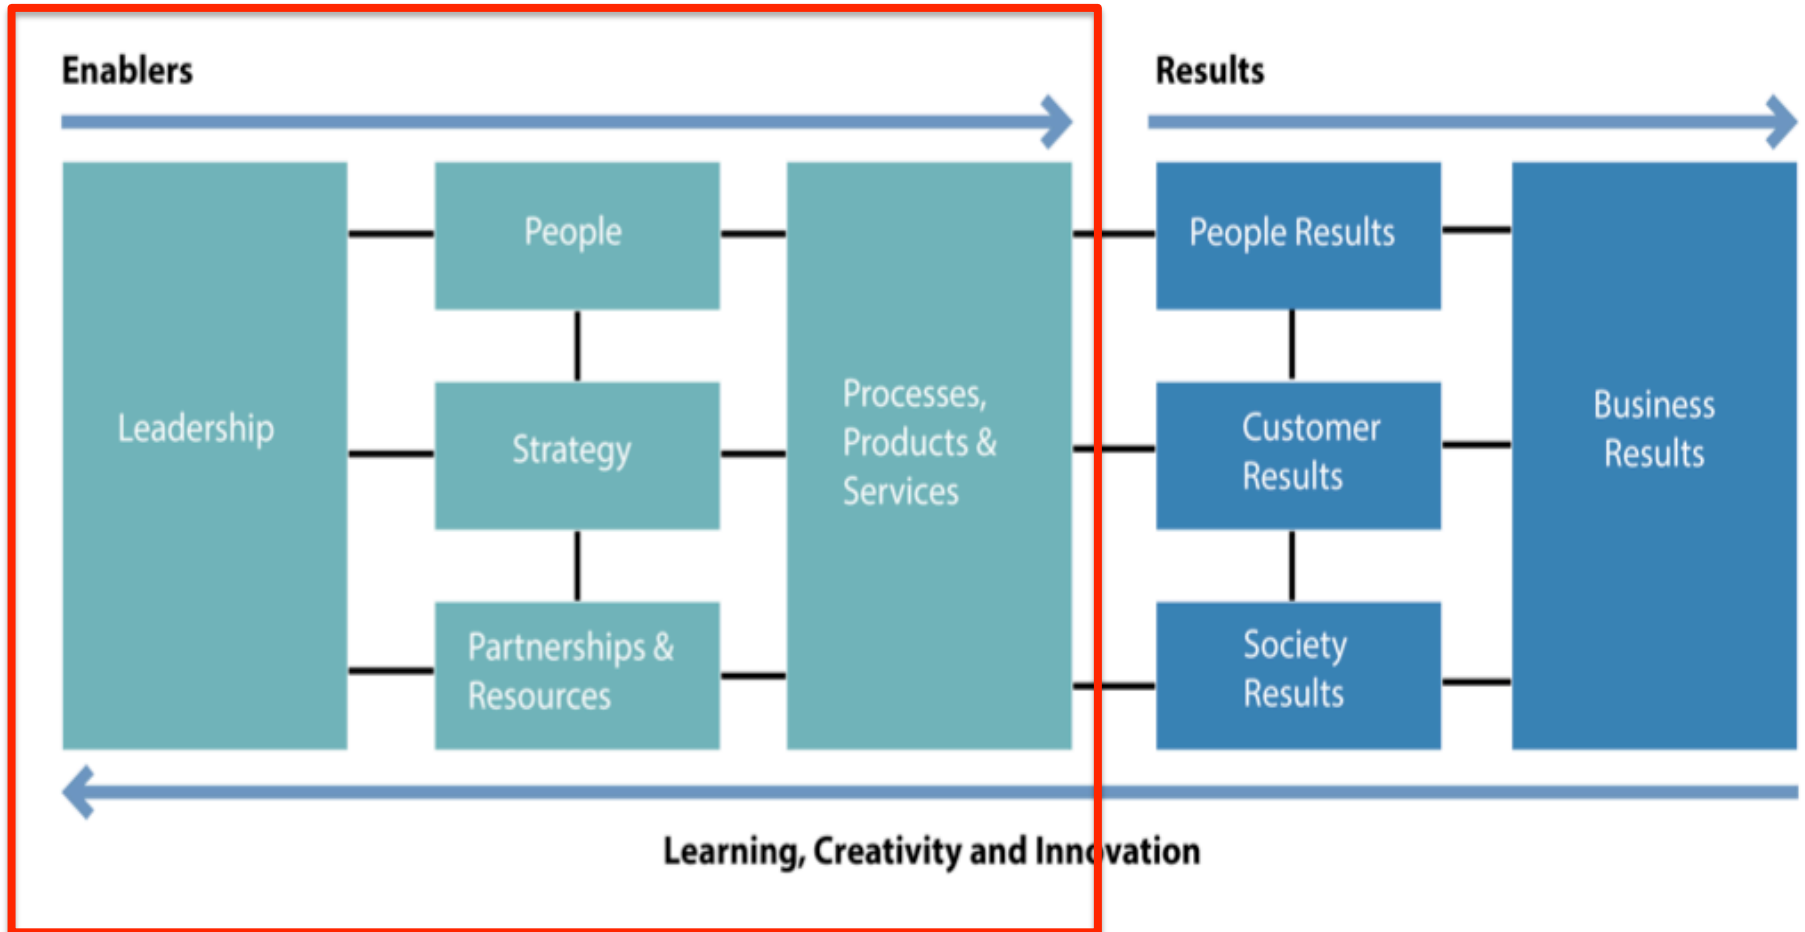 Enablers
Results
Leadership
People
Strategy
Partnerships &
Resources
Processes,
Products &
Services
People Results
Customer
Results
Society
Results
Business
Results
Learning, Creativity and Innovation